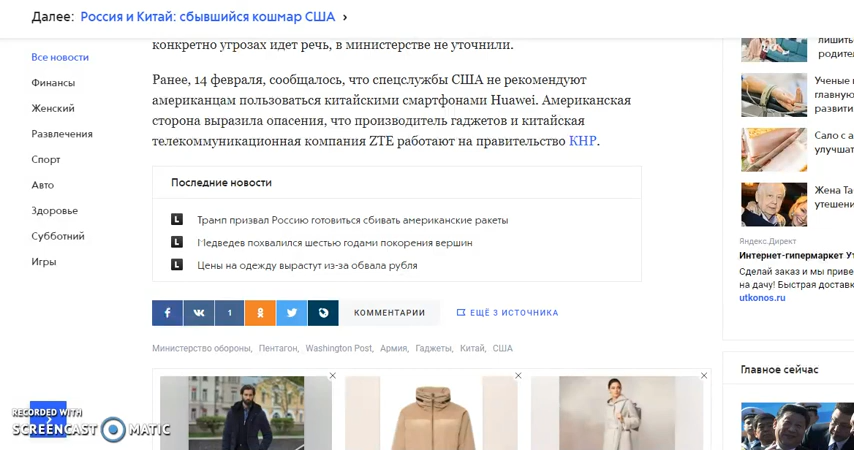 Далее: Россия и Китай: сбывшийся кошмар США ›
конкретно угрозах идет речь, в министерстве не уточнили.
Все новости
Финансы
Женский
Развлечения
Спорт
Авто
Здоровье
Субботний
Игры
Ранее, 14 февраля, сообщалось, что спецслужбы США не рекомендуют
американцам пользоваться китайскими смартфонами Huawei. Американская
сторона выразила опасения, что производитель гаджетов и китайская
телекоммуникационная компания ZTE работают на правительство КНР.
Последние новости
Трамп призвал Россию готовиться сбивать американские ракеты
Медведев похвалился шестью годами покорения вершин
Цены на одежду вырастут из-за обвала рубля
1
КОММЕНТАРИИ
ЕЩЁ 3 ИСТОЧНИКА
Министерство обороны, Пентагон, Washington Post, Армия, Гаджеты, Китай, США
лишить
родител
Ученые н
главную
развити
Сало с а
улучшат
Жена Та
утешени
Яндекс.Директ
Интернет-гипермаркет Ут
Сделай заказ и мы приве
на дачу! Быстрая доставк
utkonos.ru
Главное сейчас
RECORDED WITH
SCREENCAST MATIC